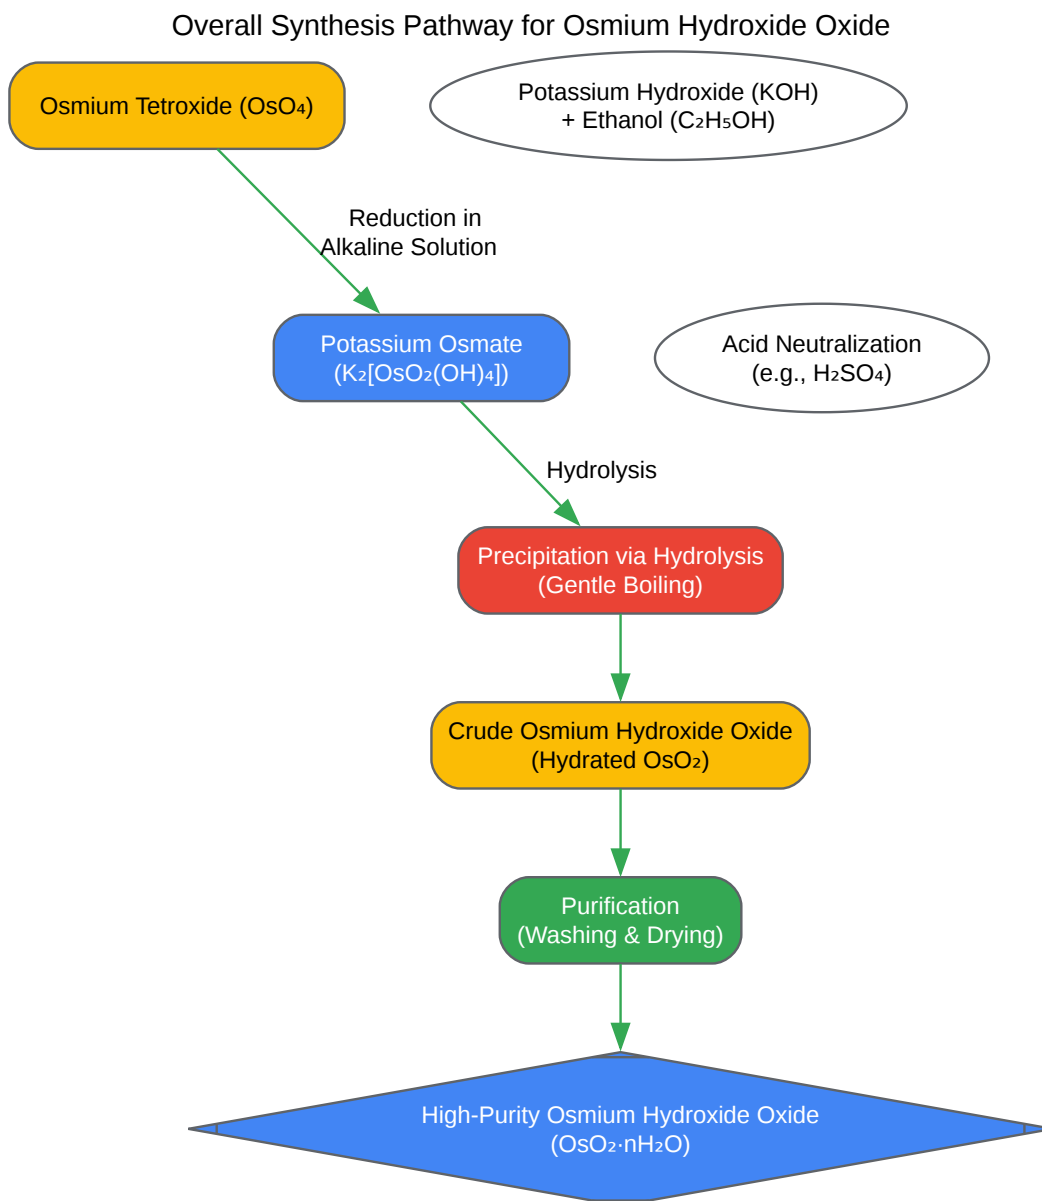 Overall Synthesis Pathway for Osmium Hydroxide Oxide
Osmium Tetroxide (OsO₄)
Potassium Hydroxide (KOH)
+ Ethanol (C₂H₅OH)
Reduction in
Alkaline Solution
Potassium Osmate
(K₂[OsO₂(OH)₄])
Acid Neutralization
(e.g., H₂SO₄)
Hydrolysis
Precipitation via Hydrolysis
(Gentle Boiling)
Crude Osmium Hydroxide Oxide
(Hydrated OsO₂)
Purification
(Washing & Drying)
High-Purity Osmium Hydroxide Oxide
(OsO₂·nH₂O)